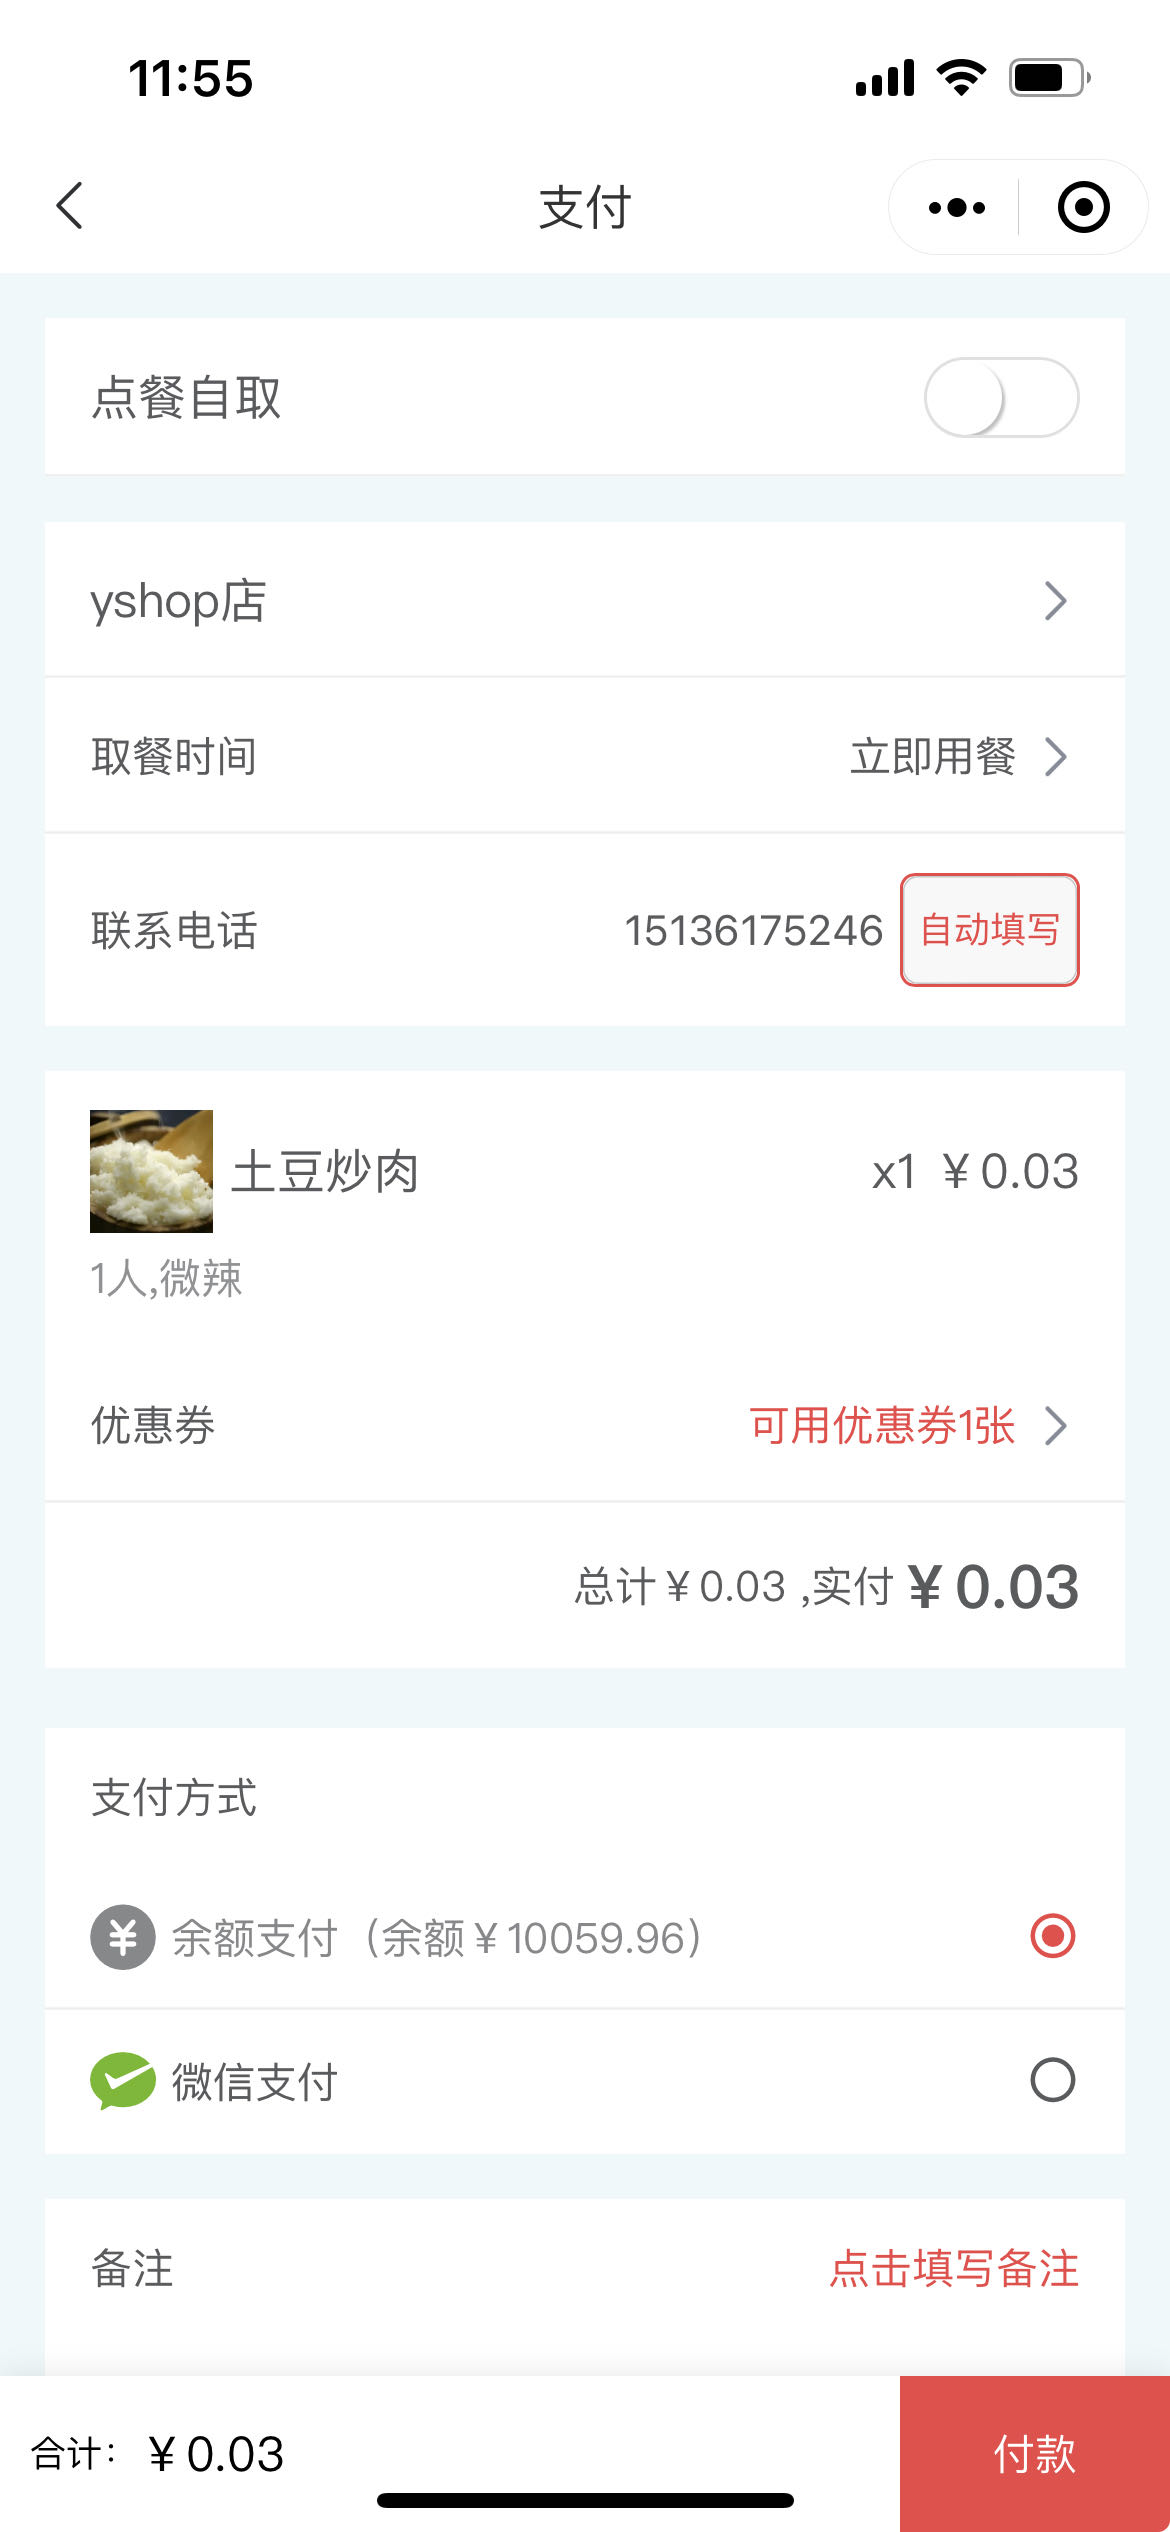 11:55
支付
点餐自取
yshop店
取餐时间 立即用餐
联系电话 15136175246 自动填写
土豆炒肉 x1 ¥0.03
1人,微辣
优惠券 可用优惠券1张
总计¥0.03 ,实付¥0.03
支付方式
余额支付（余额¥10059.96）
微信支付
备注 点击填写备注
合计：¥0.03 付款